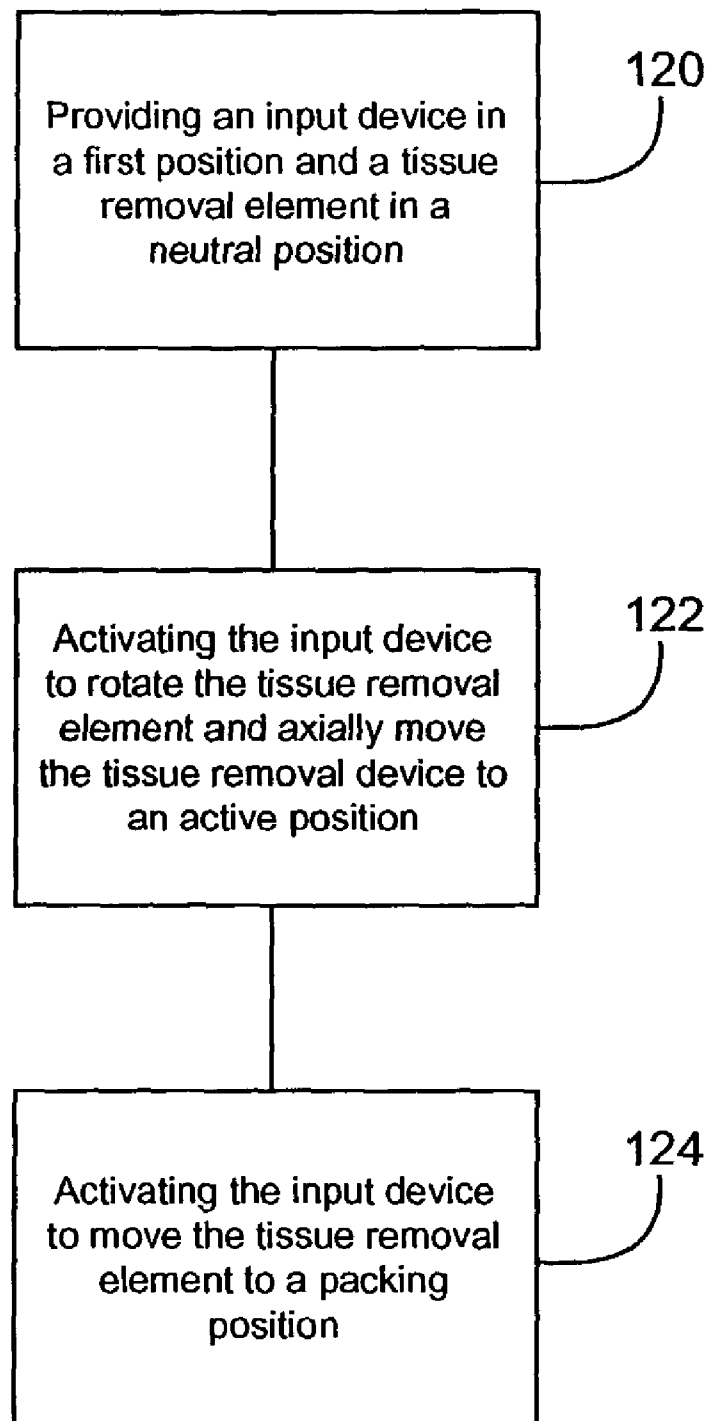 120
Providing an input device in
a first position and a tissue
removal element in a
neutral position
122
Activating the input device
to rotate the tissue removal
element and axially move
the tissue removal device to
an active position
124
Activating the input device
to move the tissue removal
element to a packing
position